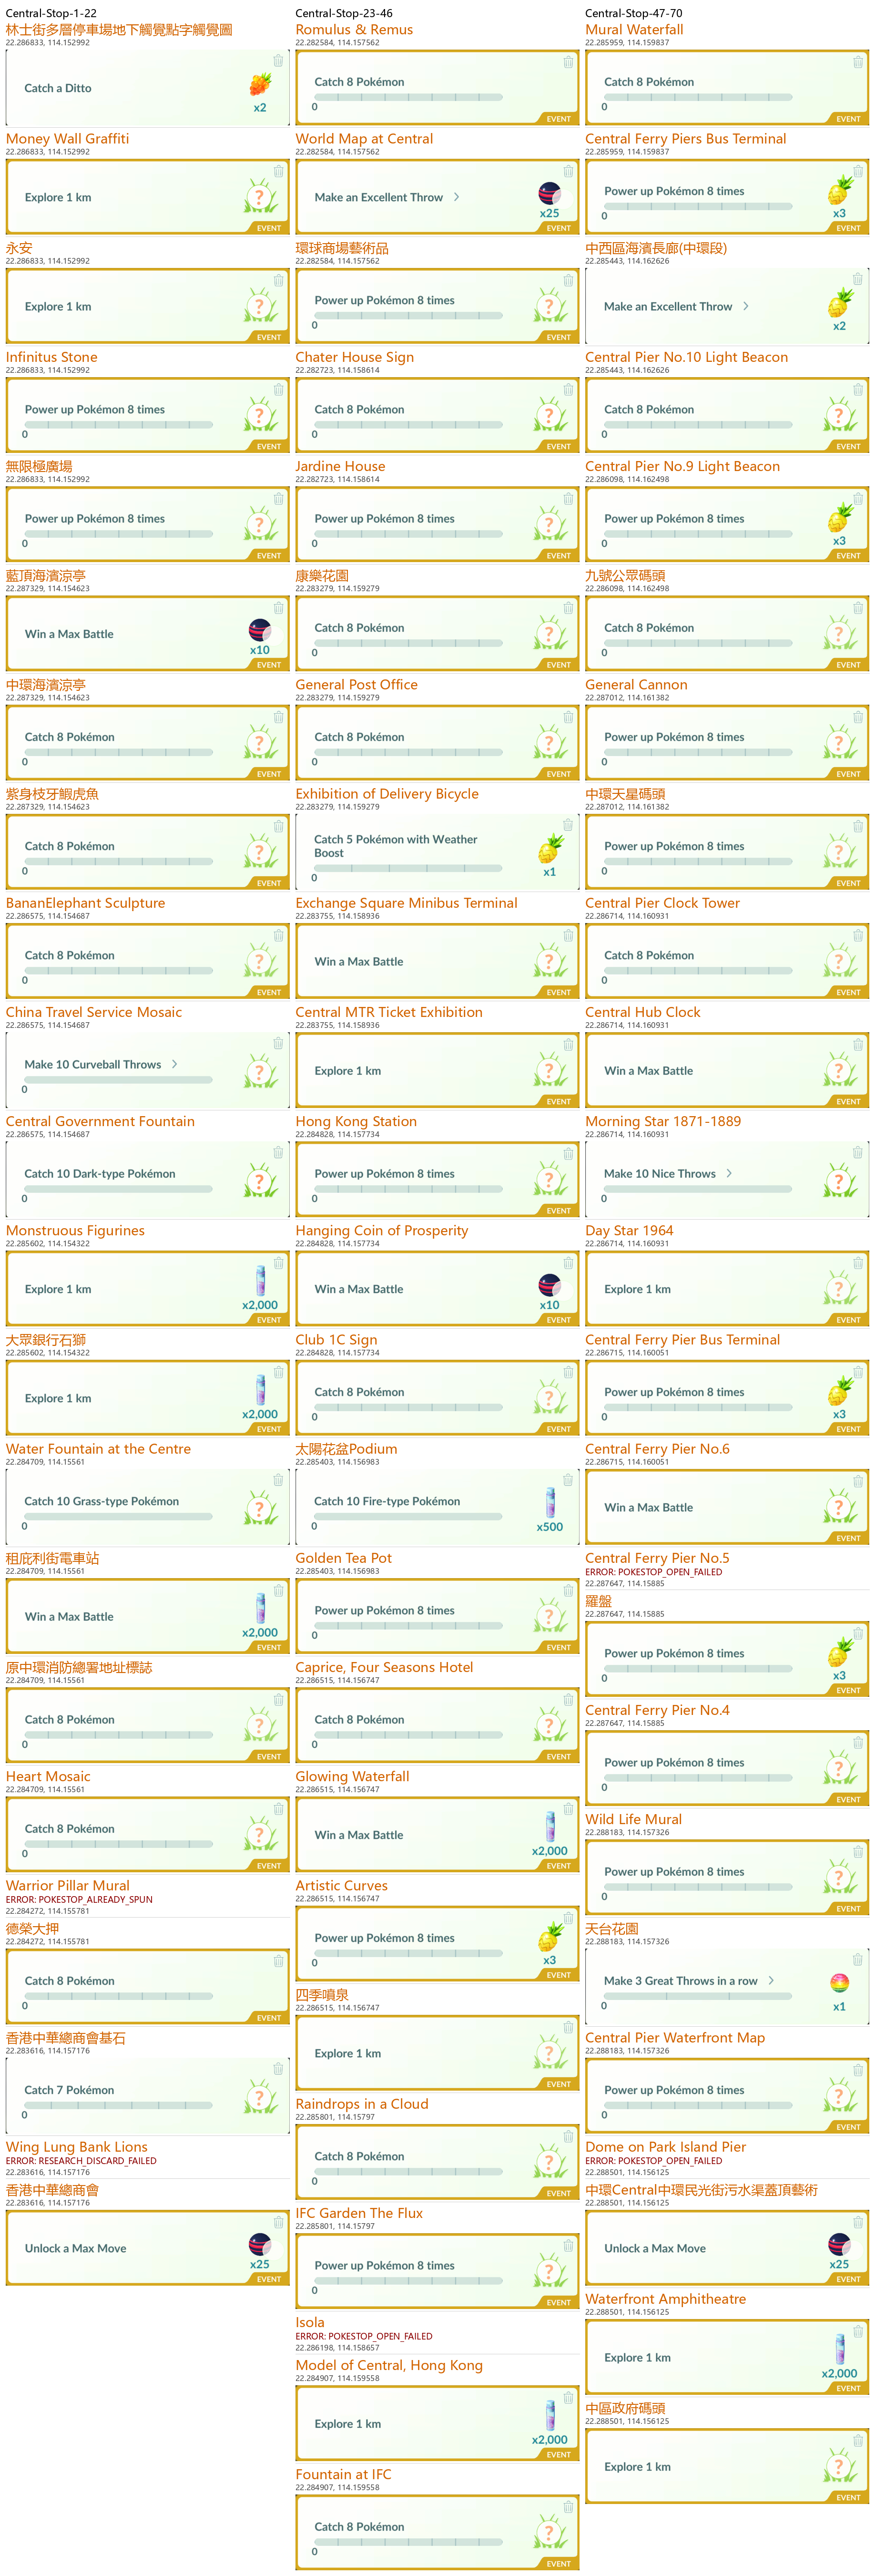 Central-Stop-1-22
林士街多層停車場地下觸覺點字觸覺圖
22.286833, 114.152992
Catch a Ditto
x2
Money Wall Graffiti
22.286833, 114.152992
Explore 1 km
?
EVENT
永安
22.286833, 114.152992
Explore 1 km
?
EVENT
Infinitus Stone
22.286833, 114.152992
Power up Pokémon 8 times
0
?
EVENT
無限極廣場
22.286833, 114.152992
Power up Pokémon 8 times
0
?
EVENT
藍頂海濱涼亭
22.287329, 114.154623
Win a Max Battle
x10
EVENT
中環海濱涼亭
22.287329, 114.154623
Catch 8 Pokémon
0
?
EVENT
紫身枝牙鰕虎魚
22.287329, 114.154623
Catch 8 Pokémon
0
?
EVENT
BananElephant Sculpture
22.286575, 114.154687
Catch 8 Pokémon
0
?
EVENT
China Travel Service Mosaic
22.286575, 114.154687
Make 10 Curveball Throws >
0
?
Central Government Fountain
22.286575, 114.154687
Catch 10 Dark-type Pokémon
0
?
Monstruous Figurines
22.285602, 114.154322
Explore 1 km
x2,000
EVENT
大眾銀行石獅
22.285602, 114.154322
Explore 1 km
x2,000
EVENT
Water Fountain at the Centre
22.284709, 114.15561
Catch 10 Grass-type Pokémon
0
?
租庇利街電車站
22.284709, 114.15561
Win a Max Battle
x2,000
EVENT
原中環消防總署地址標誌
22.284709, 114.15561
Catch 8 Pokémon
0
?
EVENT
Heart Mosaic
22.284709, 114.15561
Catch 8 Pokémon
0
?
EVENT
Warrior Pillar Mural
ERROR: POKESTOP_ALREADY_SPUN
22.284272, 114.155781
德榮大押
22.284272, 114.155781
Catch 8 Pokémon
0
EVENT
香港中華總商會基石
22.283616, 114.157176
Catch 7 Pokémon
0
?
Wing Lung Bank Lions
ERROR: RESEARCH_DISCARD_FAILED
22.283616, 114.157176
香港中華總商會
22.283616, 114.157176
Unlock a Max Move
x25
EVENT
Central-Stop-23-46
Romulus & Remus
22.282584, 114.157562
Catch 8 Pokémon
0
EVENT
World Map at Central
22.282584, 114.157562
Make an Excellent Throw >
x25
EVENT
環球商場藝術品
22.282584, 114.157562
Power up Pokémon 8 times
0
?
EVENT
Chater House Sign
22.282723, 114.158614
Catch 8 Pokémon
0
?
EVENT
Jardine House
22.282723, 114.158614
Power up Pokémon 8 times
0
?
EVENT
康樂花園
22.283279, 114.159279
Catch 8 Pokémon
0
?
EVENT
General Post Office
22.283279, 114.159279
Catch 8 Pokémon
0
?
EVENT
Exhibition of Delivery Bicycle
22.283279, 114.159279
Catch 5 Pokémon with Weather
Boost
0
x1
Exchange Square Minibus Terminal
22.283755, 114.158936
Win a Max Battle
?
EVENT
Central MTR Ticket Exhibition
22.283755, 114.158936
Explore 1 km
?
EVENT
Hong Kong Station
22.284828, 114.157734
Power up Pokémon 8 times
0
?
EVENT
Hanging Coin of Prosperity
22.284828, 114.157734
Win a Max Battle
x10
EVENT
Club 1C Sign
22.284828, 114.157734
Catch 8 Pokémon
0
?
EVENT
太陽花盆Podium
22.285403, 114.156983
Catch 10 Fire-type Pokémon
0
x500
Golden Tea Pot
22.285403, 114.156983
Power up Pokémon 8 times
0
?
EVENT
Caprice, Four Seasons Hotel
22.286515, 114.156747
Catch 8 Pokémon
0
?
EVENT
Glowing Waterfall
22.286515, 114.156747
Win a Max Battle
x2,000
EVENT
Artistic Curves
22.286515, 114.156747
Power up Pokémon 8 times
0
x3
EVENT
四季噴泉
22.286515, 114.156747
Explore 1 km
?
EVENT
Raindrops in a Cloud
22.285801, 114.15797
Catch 8 Pokémon
0
?
EVENT
IFC Garden The Flux
22.285801, 114.15797
Power up Pokémon 8 times
0
?
EVENT
Isola
ERROR: POKESTOP_OPEN_FAILED
22.286198, 114.158657
Model of Central, Hong Kong
22.284907, 114.159558
Explore 1 km
x2,000
EVENT
Fountain at IFC
22.284907, 114.159558
Catch 8 Pokémon
0
?
EVENT
Central-Stop-47-70
Mural Waterfall
22.285959, 114.159837
Catch 8 Pokémon
0
EVENT
Central Ferry Piers Bus Terminal
22.285959, 114.159837
Power up Pokémon 8 times
0
x3
EVENT
中西區海濱長廊(中環段)
22.285443, 114.162626
Make an Excellent Throw >
x2
Central Pier No.10 Light Beacon
22.285443, 114.162626
Catch 8 Pokémon
0
?
EVENT
Central Pier No.9 Light Beacon
22.286098, 114.162498
Power up Pokémon 8 times
0
x3
EVENT
九號公眾碼頭
22.286098, 114.162498
Catch 8 Pokémon
0
?
EVENT
General Cannon
22.287012, 114.161382
Power up Pokémon 8 times
0
?
EVENT
中環天星碼頭
22.287012, 114.161382
Power up Pokémon 8 times
0
?
EVENT
Central Pier Clock Tower
22.286714, 114.160931
Catch 8 Pokémon
0
?
EVENT
Central Hub Clock
22.286714, 114.160931
Win a Max Battle
?
EVENT
Morning Star 1871-1889
22.286714, 114.160931
Make 10 Nice Throws >
0
?
Day Star 1964
22.286714, 114.160931
Explore 1 km
?
EVENT
Central Ferry Pier Bus Terminal
22.286715, 114.160051
Power up Pokémon 8 times
0
x3
EVENT
Central Ferry Pier No.6
22.286715, 114.160051
Win a Max Battle
?
EVENT
Central Ferry Pier No.5
ERROR: POKESTOP_OPEN_FAILED
22.287647, 114.15885
羅盤
22.287647, 114.15885
Power up Pokémon 8 times
0
x3
EVENT
Central Ferry Pier No.4
22.287647, 114.15885
Power up Pokémon 8 times
0
?
EVENT
Wild Life Mural
22.288183, 114.157326
Power up Pokémon 8 times
0
?
EVENT
天台花園
22.288183, 114.157326
Make 3 Great Throws in a row >
0
x1
Central Pier Waterfront Map
22.288183, 114.157326
Power up Pokémon 8 times
0
?
EVENT
Dome on Park Island Pier
ERROR: POKESTOP_OPEN_FAILED
22.288501, 114.156125
中環Central中環民光街污水渠蓋頂藝術
22.288501, 114.156125
Unlock a Max Move
x25
EVENT
Waterfront Amphitheatre
22.288501, 114.156125
Explore 1 km
x2,000
EVENT
中區政府碼頭
22.288501, 114.156125
Explore 1 km
?
EVENT